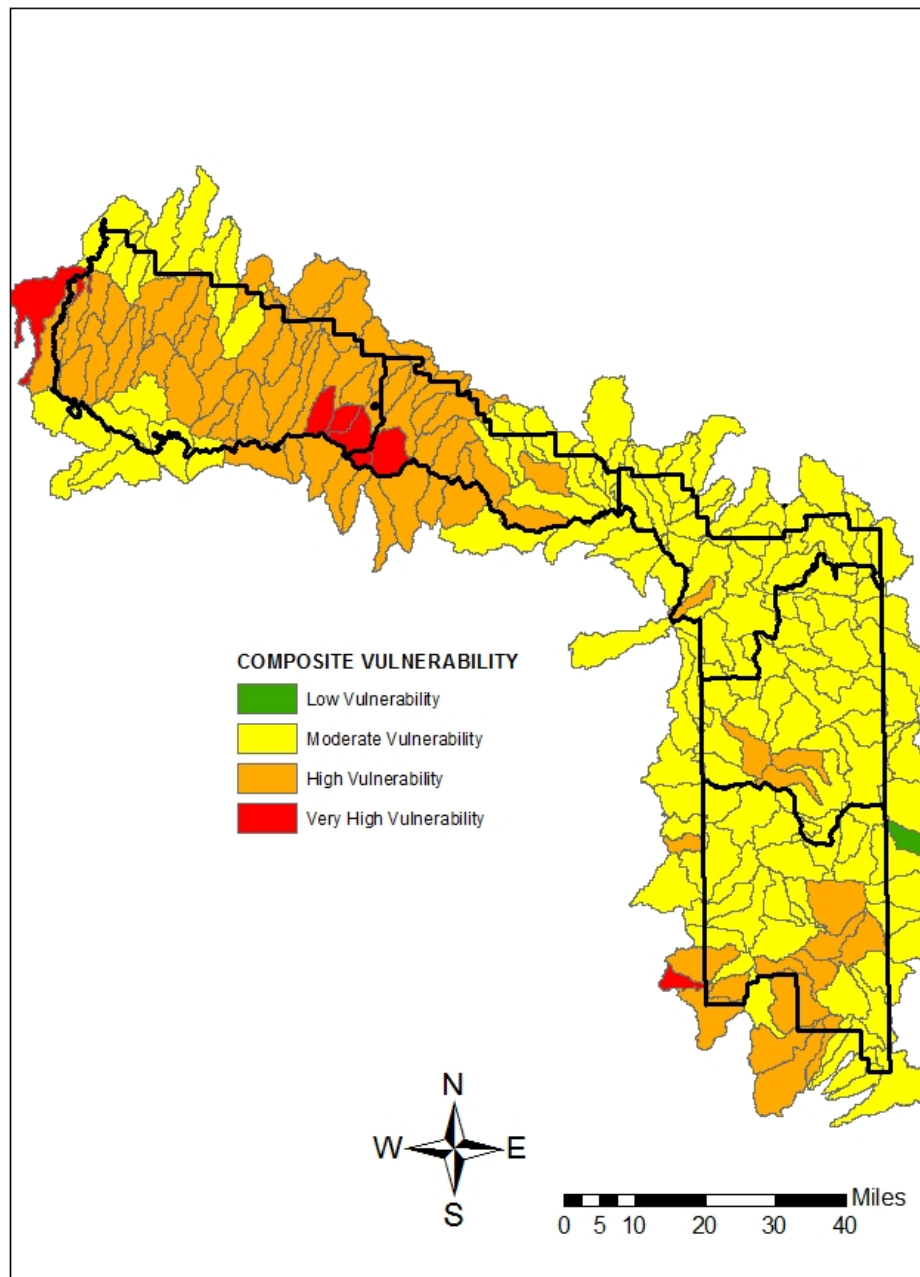 COMPOSITE VULNERABILITY
Low Vulnerability
Moderate Vulnerability
High Vulnerability
Very High Vulnerability
N
W E
S
Miles
0 5 10 20 30 40